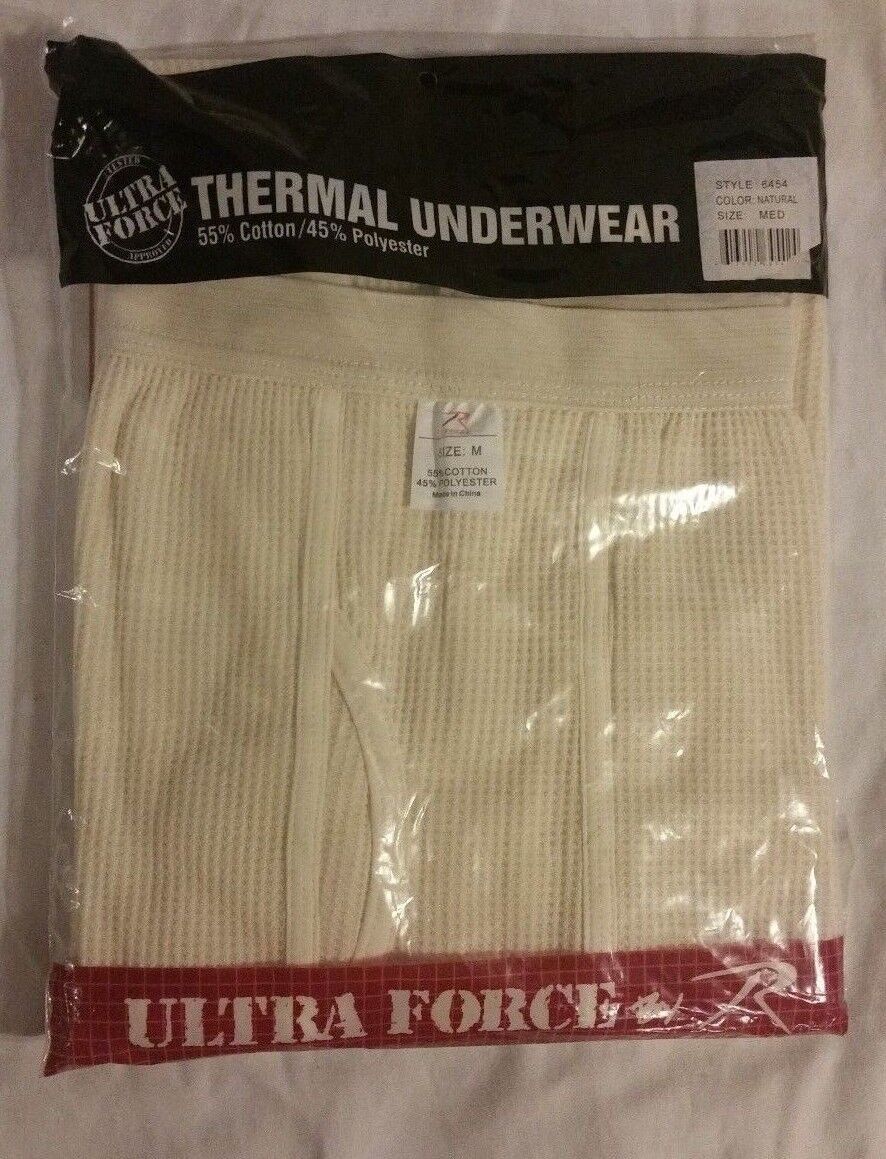 TESTED
ULTRA
FORCE
APPROVED
THERMAL UNDERWEAR
55% Cotton/45% Polyester
STYLE 6454
COLOR: NATURAL
SIZE MED
R
SIZE: M
55% COTTON
45% POLYESTER
Made in China
ULTRA FORCE by R